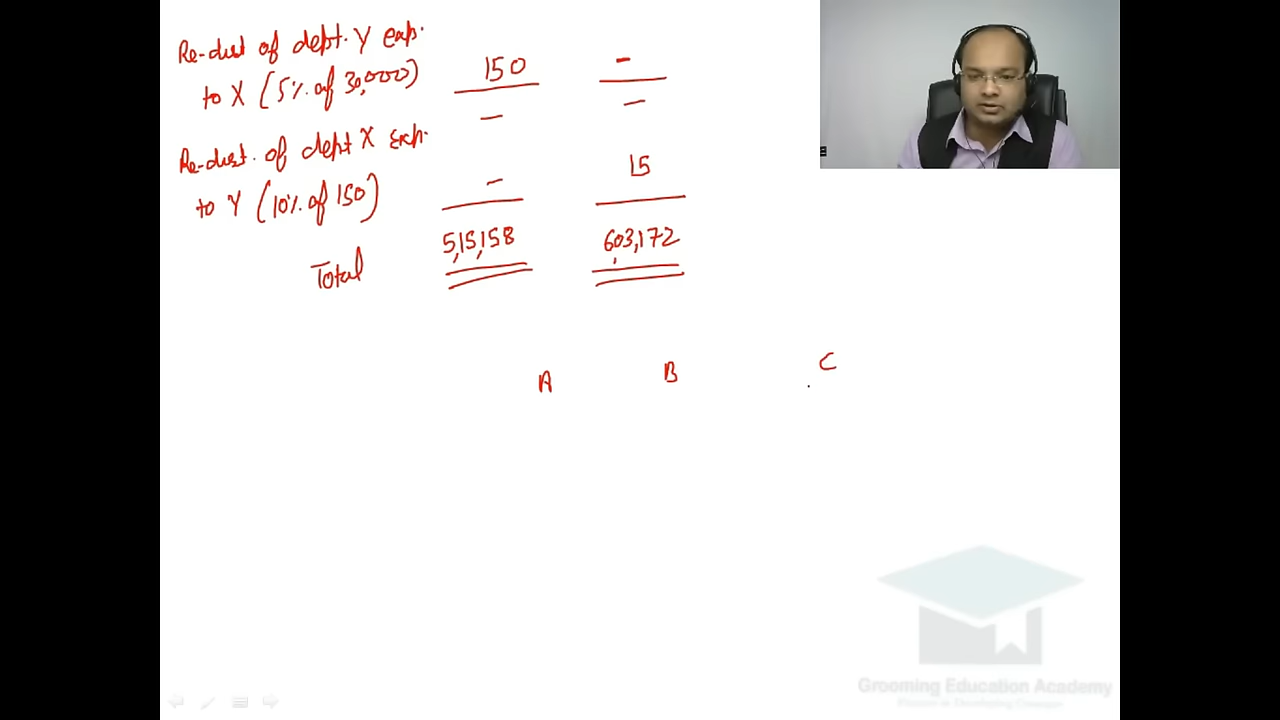 Re-dist of dept. Y exp.
to X (5% of 30,000) 150 -
- -
Re-dist. of dept X exp.
to Y (10% of 150) - 15
Total 5,15,158 603,172
A B C
Grooming Education Academy